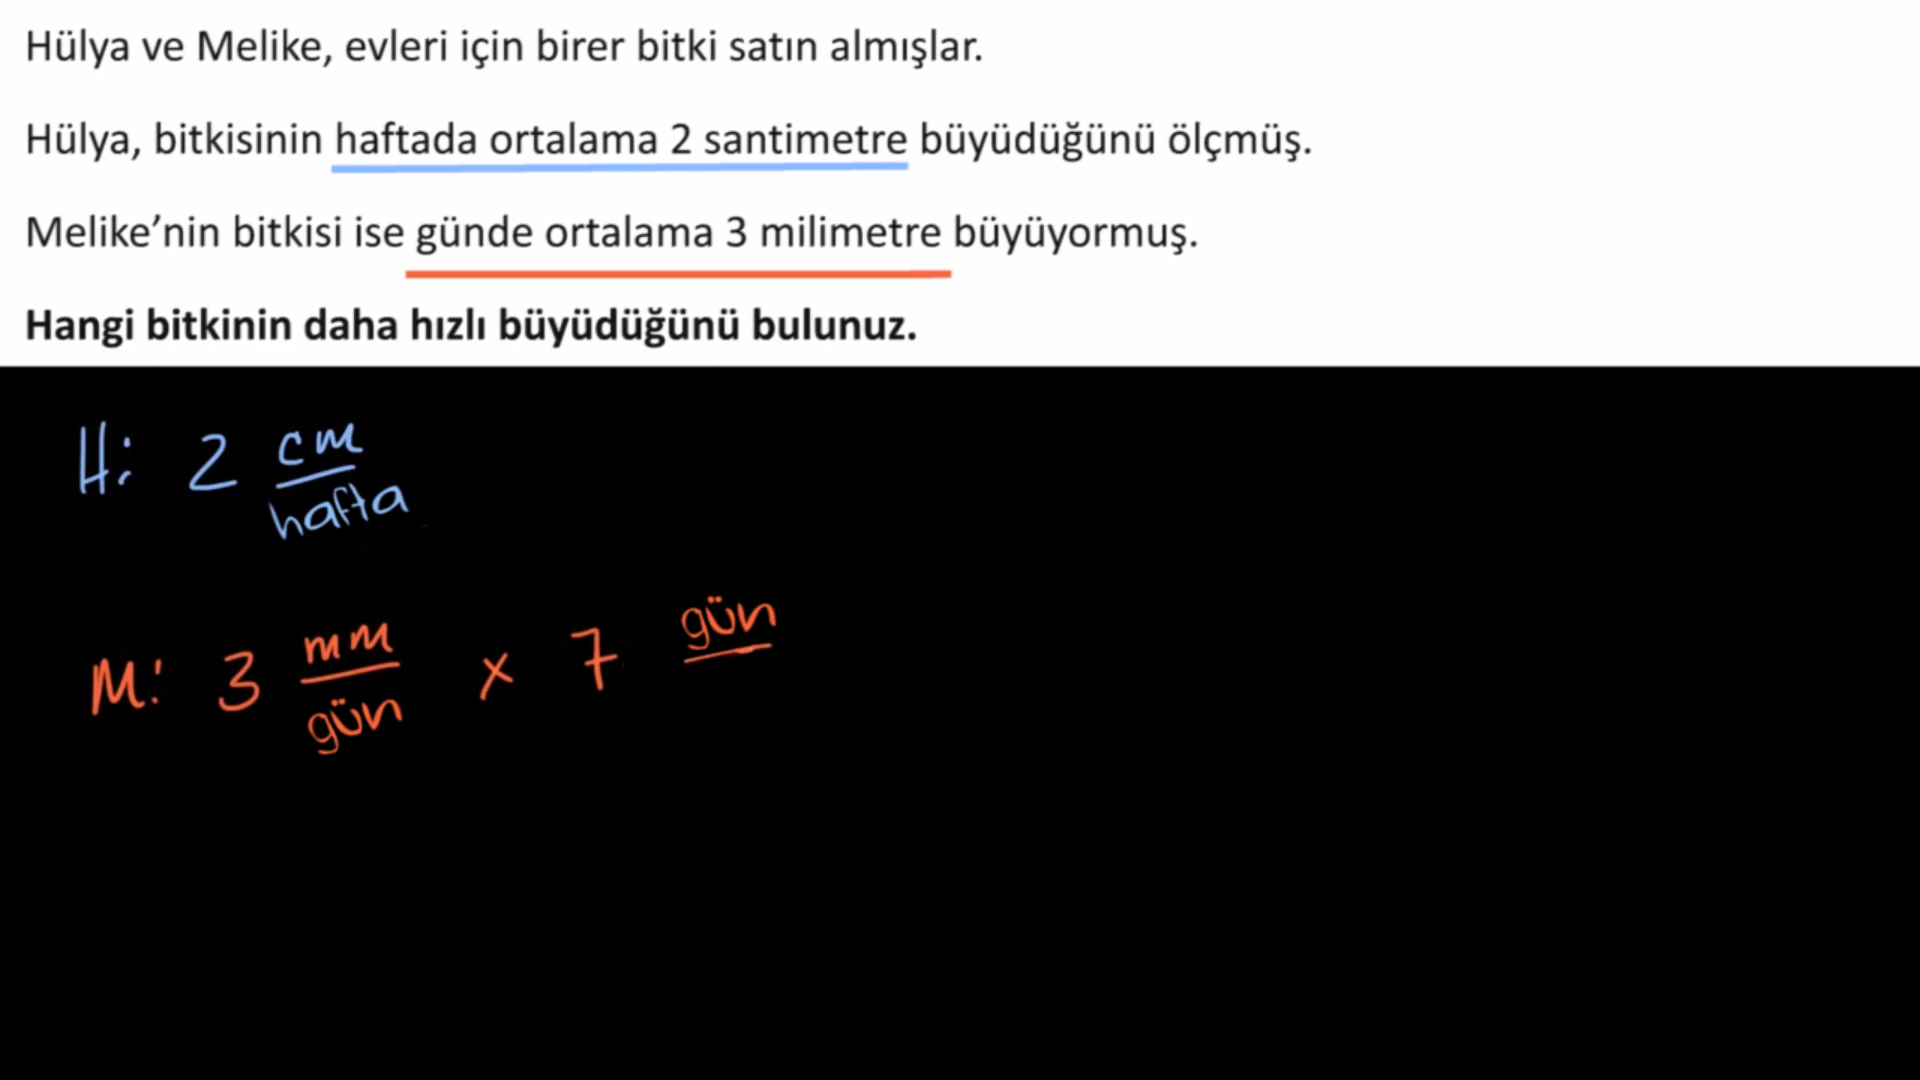 Hülya ve Melike, evleri için birer bitki satın almışlar.
Hülya, bitkisinin haftada ortalama 2 santimetre büyüdüğünü ölçmüş.
Melike’nin bitkisi ise günde ortalama 3 milimetre büyüyormuş.
Hangi bitkinin daha hızlı büyüdüğünü bulunuz.
H: 2 cm
hafta
M: 3 mm x 7 gün
gün